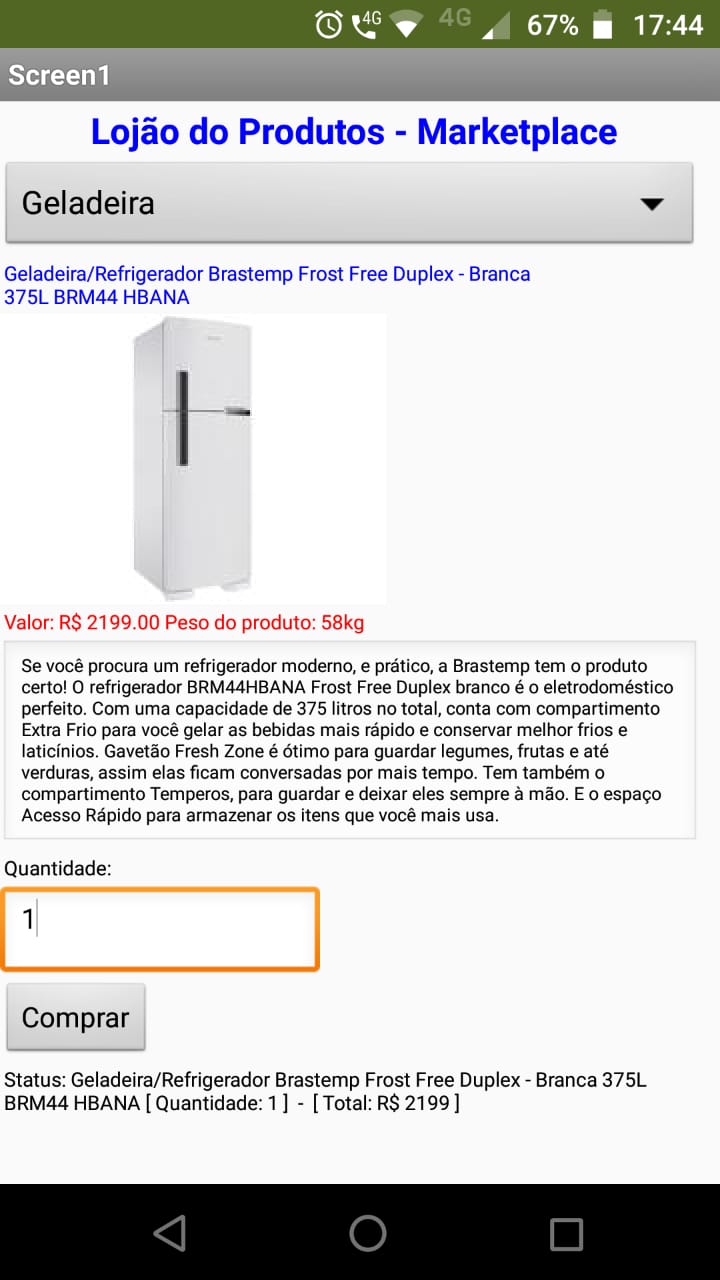 4G 4G 67% 17:44
Screen1
Lojão do Produtos - Marketplace
Geladeira
Geladeira/Refrigerador Brastemp Frost Free Duplex - Branca
375L BRM44 HBANA
Valor: R$ 2199.00 Peso do produto: 58kg
Se você procura um refrigerador moderno, e prático, a Brastemp tem o produto
certo! O refrigerador BRM44HBANA Frost Free Duplex branco é o eletrodoméstico
perfeito. Com uma capacidade de 375 litros no total, conta com compartimento
Extra Frio para você gelar as bebidas mais rápido e conservar melhor frios e
laticínios. Gavetão Fresh Zone é ótimo para guardar legumes, frutas e até
verduras, assim elas ficam conversadas por mais tempo. Tem também o
compartimento Temperos, para guardar e deixar eles sempre à mão. E o espaço
Acesso Rápido para armazenar os itens que você mais usa.
Quantidade:
1
Comprar
Status: Geladeira/Refrigerador Brastemp Frost Free Duplex - Branca 375L
BRM44 HBANA [ Quantidade: 1 ] - [ Total: R$ 2199 ]